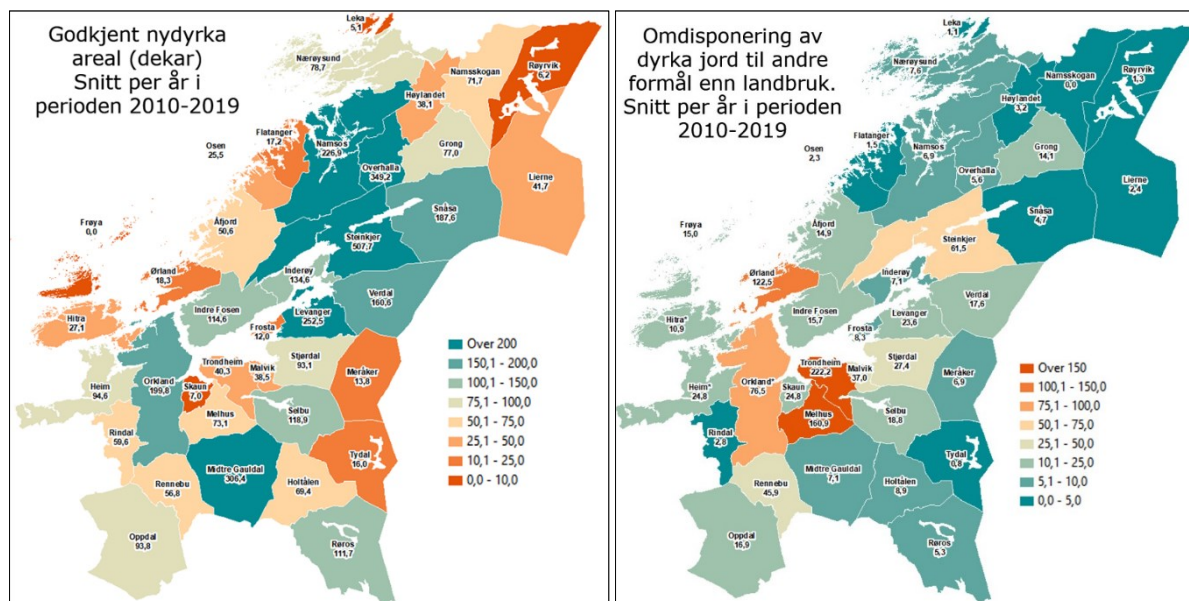 Godkjent nydyrka
areal (dekar)
Snitt per år i
perioden 2010-2019
Leka
5,1
Nærøysund
78,7
Namsskogan
71,7
Røyrvik
6,2
Høylandet
38,1
Flatanger
17,2
Osen
25,5
Namsos
226,9
Grong
77,0
Overhalla
349,2
Lierne
41,7
Snåsa
187,6
Åfjord
50,6
Steinkjer
507,7
Frøya
0,0
Ørland
18,3
Inderøy
134,6
Verdal
160,6
Indre Fosen
114,6
Levanger
252,5
Hitra
27,1
Frosta
12,0
Stjørdal
93,1
Trondheim
40,3
Malvik
38,5
Meråker
13,8
Heim
94,6
Orkland
199,8
Skaun
7,0
Melhus
73,1
Selbu
118,9
Rindal
59,6
Tydal
16,0
Midtre Gauldal
306,4
Rennebu
56,8
Holtålen
69,4
Oppdal
93,8
Røros
111,7
Over 200
150,1 - 200,0
100,1 - 150,0
75,1 - 100,0
50,1 - 75,0
25,1 - 50,0
10,1 - 25,0
0,0 - 10,0
Omdisponering av
dyrka jord til andre
formål enn landbruk.
Snitt per år i perioden
2010-2019
Leka
1,1
Nærøysund
7,6
Namsskogan
0,0
Røyrvik
1,3
Høylandet
3,2
Flatanger
1,5
Osen
2,3
Namsos
6,9
Grong
14,1
Overhalla
5,6
Lierne
2,4
Snåsa
4,7
Frøya
15,0
Åfjord
14,9
Steinkjer
61,5
Ørland
122,5
Inderøy
7,1
Verdal
17,6
Hitra*
10,9
Indre Fosen
15,7
Levanger
23,6
Frosta
8,3
Stjørdal
27,4
Trondheim
222,2
Malvik
37,0
Meråker
6,9
Heim*
24,8
Orkland*
76,5
Skaun
24,8
Melhus
160,9
Selbu
18,8
Rindal
2,8
Tydal
0,8
Midtre Gauldal
7,1
Holtålen
8,9
Rennebu
45,9
Oppdal
16,9
Røros
5,3
Over 150
100,1 - 150,0
75,1 - 100,0
50,1 - 75,0
25,1 - 50,0
10,1 - 25,0
5,1 - 10,0
0,0 - 5,0